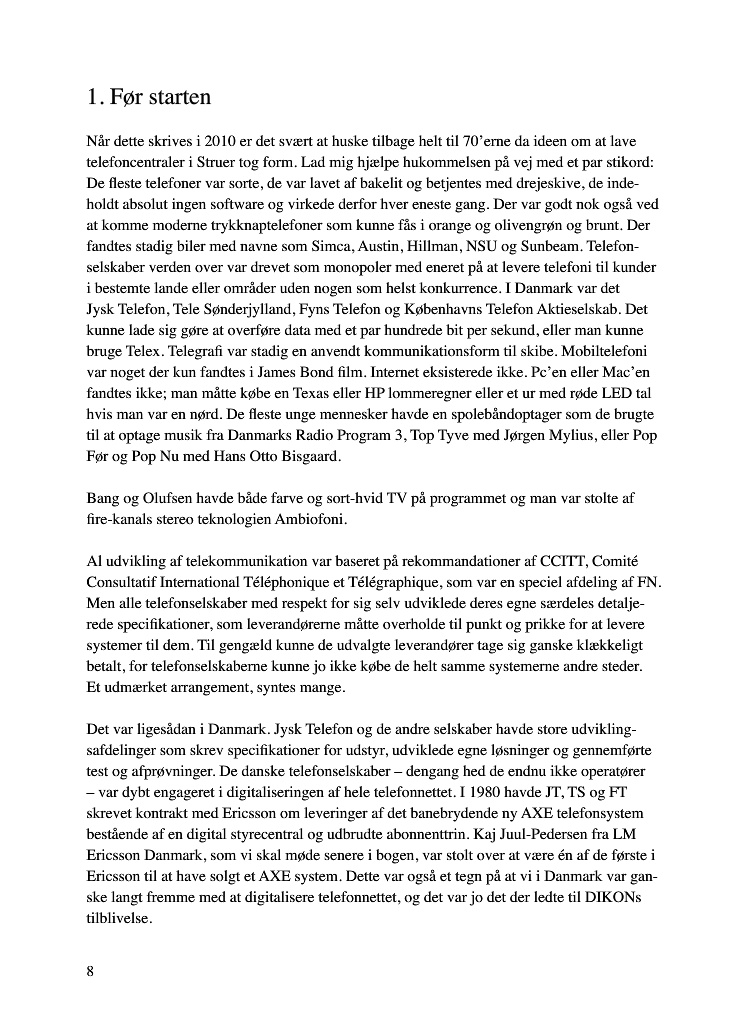 1. Før starten
Når dette skrives i 2010 er det svært at huske tilbage helt til 70’erne da ideen om at lave
telefoncentraler i Struer tog form. Lad mig hjælpe hukommelsen på vej med et par stikord:
De fleste telefoner var sorte, de var lavet af bakelit og betjentes med drejeskive, de inde-
holdt absolut ingen software og virkede derfor hver eneste gang. Der var godt nok også ved
at komme moderne trykknaptelefoner som kunne fås i orange og olivengrøn og brunt. Der
fandtes stadig biler med navne som Simca, Austin, Hillman, NSU og Sunbeam. Telefon-
selskaber verden over var drevet som monopoler med eneret på at levere telefoni til kunder
i bestemte lande eller områder uden nogen som helst konkurrence. I Danmark var det
Jysk Telefon, Tele Sønderjylland, Fyns Telefon og Københavns Telefon Aktieselskab. Det
kunne lade sig gøre at overføre data med et par hundrede bit per sekund, eller man kunne
bruge Telex. Telegrafi var stadig en anvendt kommunikationsform til skibe. Mobiltelefoni
var noget der kun fandtes i James Bond film. Internet eksisterede ikke. Pc’en eller Mac’en
fandtes ikke; man måtte købe en Texas eller HP lommeregner eller et ur med røde LED tal
hvis man var en nørd. De fleste unge mennesker havde en spolebåndoptager som de brugte
til at optage musik fra Danmarks Radio Program 3, Top Tyve med Jørgen Mylius, eller Pop
Før og Pop Nu med Hans Otto Bisgaard.
Bang og Olufsen havde både farve og sort-hvid TV på programmet og man var stolte af
fire-kanals stereo teknologien Ambiofoni.
Al udvikling af telekommunikation var baseret på rekommandationer af CCITT, Comité
Consultatif International Téléphonique et Télégraphique, som var en speciel afdeling af FN.
Men alle telefonselskaber med respekt for sig selv udviklede deres egne særdeles detalje-
rede specifikationer, som leverandørerne måtte overholde til punkt og prikke for at levere
systemer til dem. Til gengæld kunne de udvalgte leverandører tage sig ganske klækkeligt
betalt, for telefonselskaberne kunne jo ikke købe de helt samme systemerne andre steder.
Et udmærket arrangement, syntes mange.
Det var ligesådan i Danmark. Jysk Telefon og de andre selskaber havde store udvikling-
safdelinger som skrev specifikationer for udstyr, udviklede egne løsninger og gennemførte
test og afprøvninger. De danske telefonselskaber – dengang hed de endnu ikke operatører
– var dybt engageret i digitaliseringen af hele telefonnettet. I 1980 havde JT, TS og FT
skrevet kontrakt med Ericsson om leveringer af det banebrydende ny AXE telefonsystem
bestående af en digital styrecentral og udbrudte abonnenttrin. Kaj Juul-Pedersen fra LM
Ericsson Danmark, som vi skal møde senere i bogen, var stolt over at være én af de første i
Ericsson til at have solgt et AXE system. Dette var også et tegn på at vi i Danmark var gan-
ske langt fremme med at digitalisere telefonnettet, og det var jo det der ledte til DIKONs
tilblivelse.
8